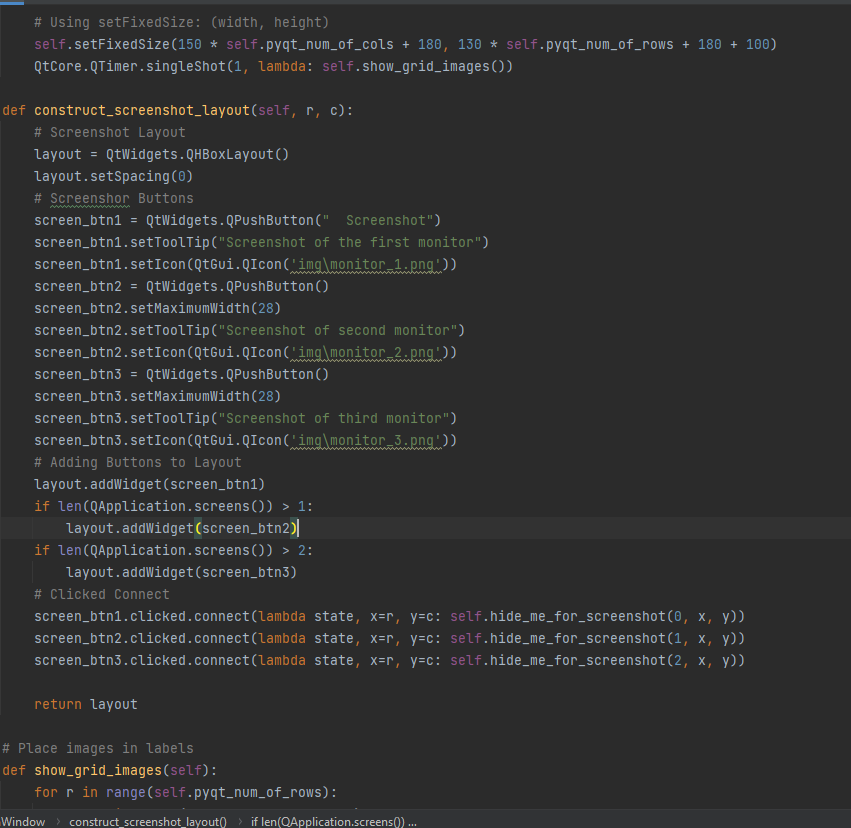 # Using setFixedSize: (width, height)
self.setFixedSize(150 * self.pyqt_num_of_cols + 180, 130 * self.pyqt_num_of_rows + 180 + 100)
QtCore.QTimer.singleShot(1, lambda: self.show_grid_images())
def construct_screenshot_layout(self, r, c):
# Screenshot Layout
layout = QtWidgets.QHBoxLayout()
layout.setSpacing(0)
# Screenshor Buttons
screen_btn1 = QtWidgets.QPushButton("  Screenshot")
screen_btn1.setToolTip("Screenshot of the first monitor")
screen_btn1.setIcon(QtGui.QIcon('img\monitor_1.png'))
screen_btn2 = QtWidgets.QPushButton()
screen_btn2.setMaximumWidth(28)
screen_btn2.setToolTip("Screenshot of second monitor")
screen_btn2.setIcon(QtGui.QIcon('img\monitor_2.png'))
screen_btn3 = QtWidgets.QPushButton()
screen_btn3.setMaximumWidth(28)
screen_btn3.setToolTip("Screenshot of third monitor")
screen_btn3.setIcon(QtGui.QIcon('img\monitor_3.png'))
# Adding Buttons to Layout
layout.addWidget(screen_btn1)
if len(QApplication.screens()) > 1:
layout.addWidget(screen_btn2)
if len(QApplication.screens()) > 2:
layout.addWidget(screen_btn3)
# Clicked Connect
screen_btn1.clicked.connect(lambda state, x=r, y=c: self.hide_me_for_screenshot(0, x, y))
screen_btn2.clicked.connect(lambda state, x=r, y=c: self.hide_me_for_screenshot(1, x, y))
screen_btn3.clicked.connect(lambda state, x=r, y=c: self.hide_me_for_screenshot(2, x, y))
return layout
# Place images in labels
def show_grid_images(self):
for r in range(self.pyqt_num_of_rows):
Window › construct_screenshot_layout() › if len(QApplication.screens()) ...